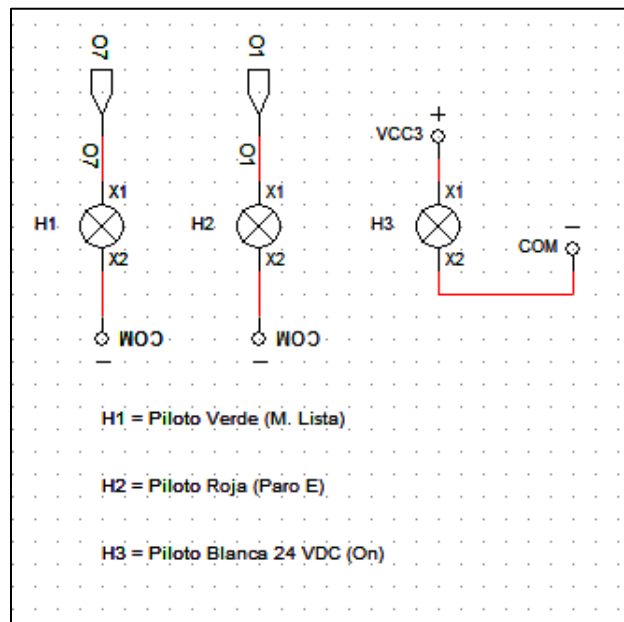 O7
O1
+
VCC3
O7
O1
X1
X1
X1
H1
H2
H3
X2
X2
X2
COM
COM
COM
H1 = Piloto Verde (M. Lista)
H2 = Piloto Roja (Paro E)
H3 = Piloto Blanca 24 VDC (On)